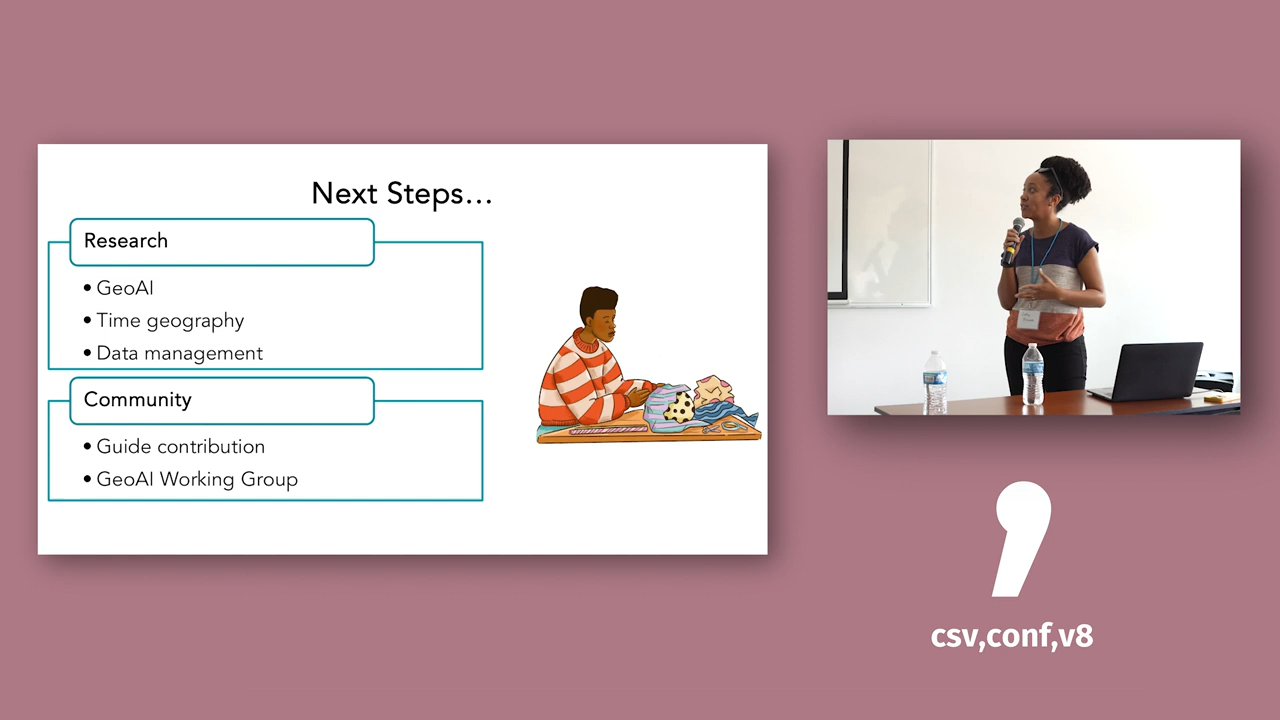 Next Steps...
Research
• GeoAI
• Time geography
• Data management
Community
• Guide contribution
• GeoAI Working Group
csv,conf,v8